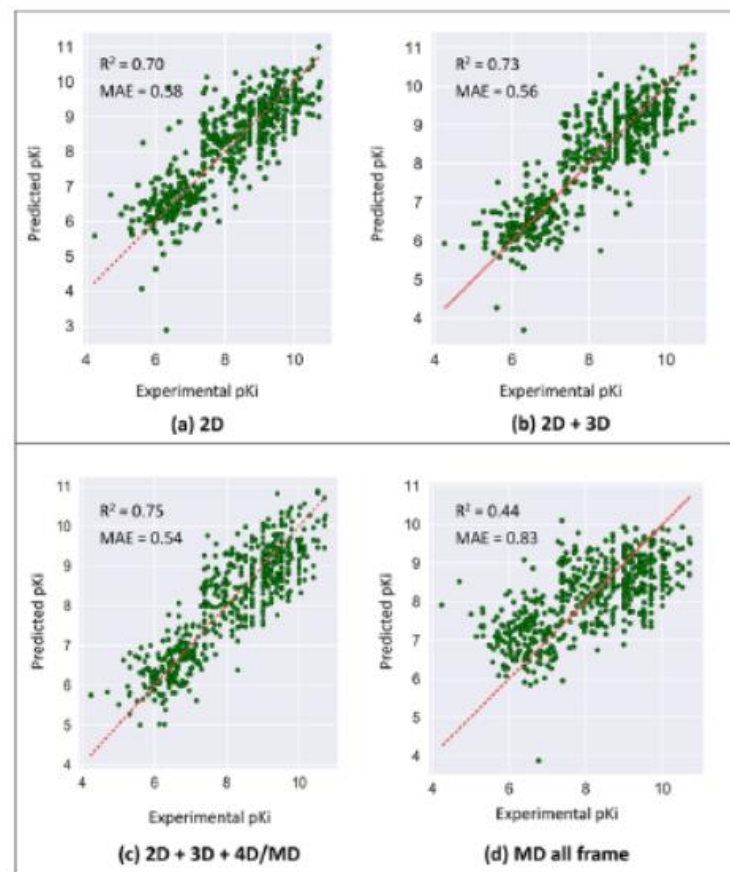 11
10
9
8
7
6
5
4
3
R² = 0.70
MAE = 0.58
Predicted pKi
4 6 8 10
Experimental pKi
(a) 2D
11
10
9
8
7
6
5
4
R² = 0.73
MAE = 0.56
Predicted pKi
4 6 8 10
Experimental pKi
(b) 2D + 3D
11
10
9
8
7
6
5
4
R² = 0.75
MAE = 0.54
Predicted pKi
4 6 8 10
Experimental pKi
(c) 2D + 3D + 4D/MD
11
10
9
8
7
6
5
4
R² = 0.44
MAE = 0.83
Predicted pKi
4 6 8 10
Experimental pKi
(d) MD all frame